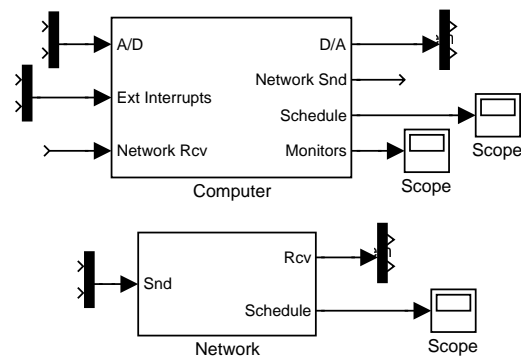 A/D
D/A
Network Snd
Ext Interrupts
Schedule
Network Rcv
Monitors
Scope
Scope
Computer
Rcv
Snd
Schedule
Network
Scope